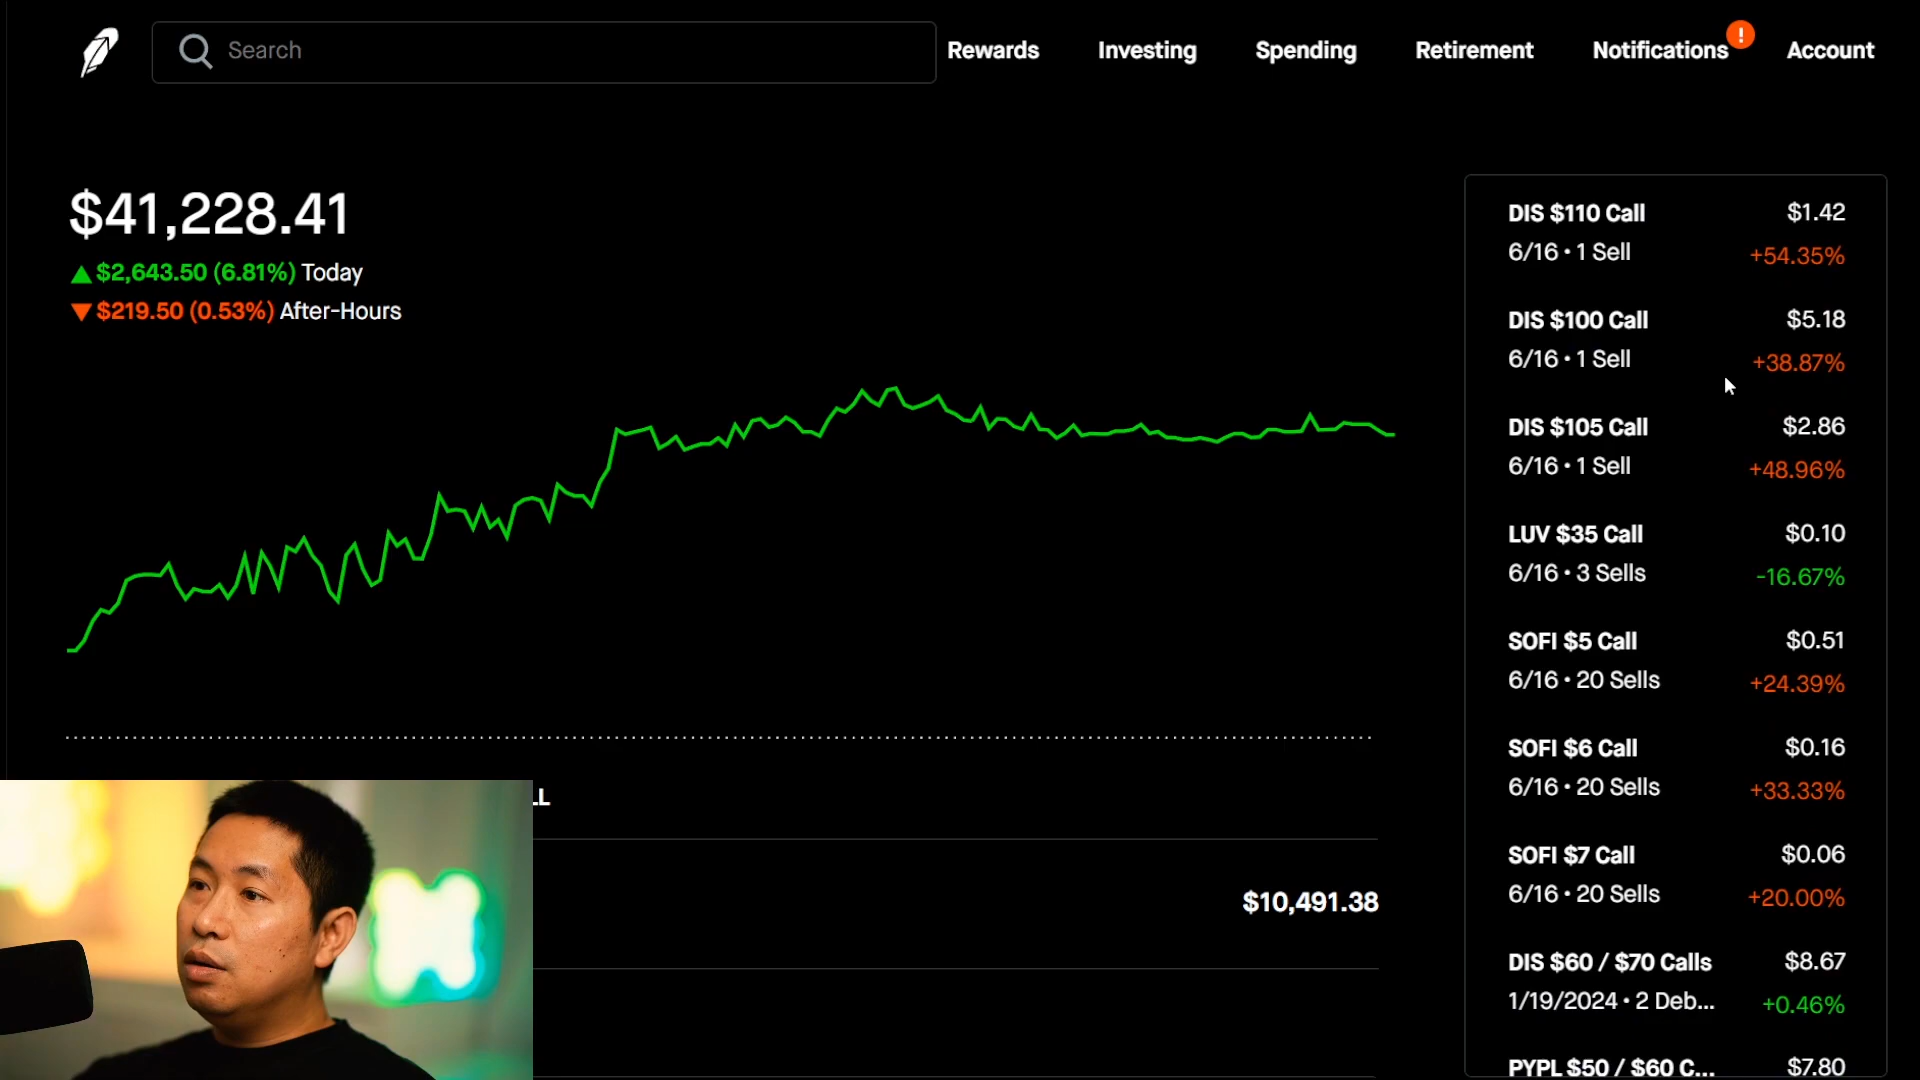 Search
Rewards
Investing
Spending
Retirement
Notifications
!
Account
$41,228.41
▲ $2,643.50 (6.81%) Today
▼ $219.50 (0.53%) After-Hours
LL
$10,491.38
DIS $110 Call $1.42
6/16 • 1 Sell +54.35%
DIS $100 Call $5.18
6/16 • 1 Sell +38.87%
DIS $105 Call $2.86
6/16 • 1 Sell +48.96%
LUV $35 Call $0.10
6/16 • 3 Sells -16.67%
SOFI $5 Call $0.51
6/16 • 20 Sells +24.39%
SOFI $6 Call $0.16
6/16 • 20 Sells +33.33%
SOFI $7 Call $0.06
6/16 • 20 Sells +20.00%
DIS $60 / $70 Calls $8.67
1/19/2024 • 2 Deb... +0.46%
PYPL $50 / $60 C... $7.80